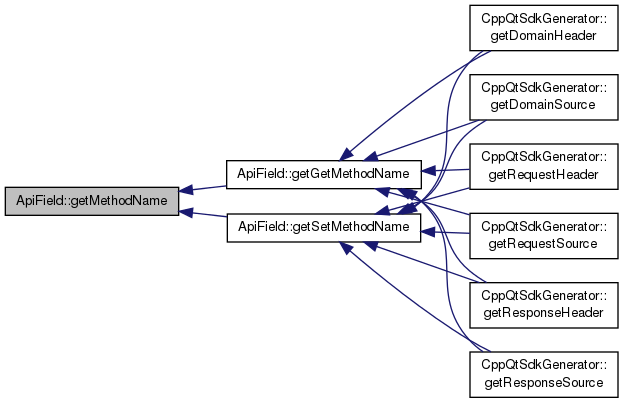 ApiField::getMethodName
ApiField::getGetMethodName
ApiField::getSetMethodName
CppQtSdkGenerator::
getDomainHeader
CppQtSdkGenerator::
getDomainSource
CppQtSdkGenerator::
getRequestHeader
CppQtSdkGenerator::
getRequestSource
CppQtSdkGenerator::
getResponseHeader
CppQtSdkGenerator::
getResponseSource